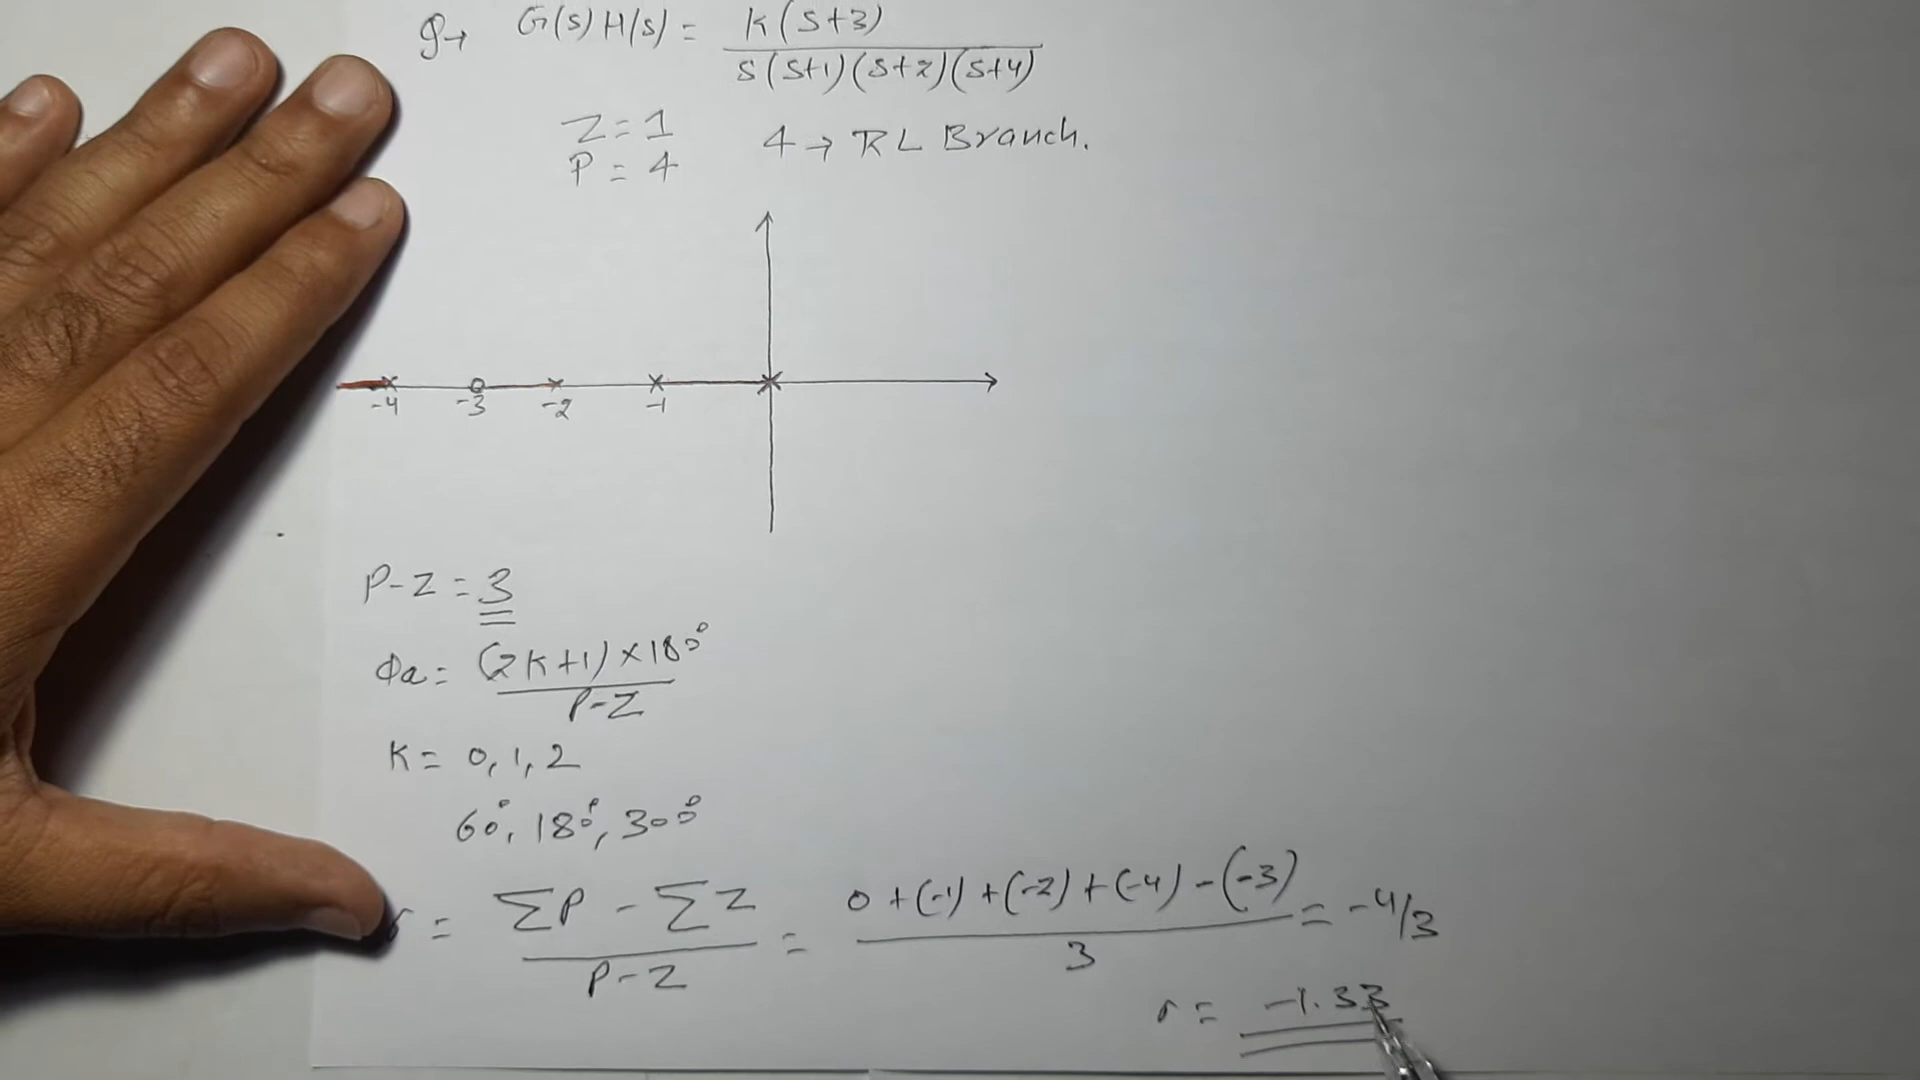 Q→ G(s)H(s) = K(s+3) / s(s+1)(s+2)(s+4)
Z=1
P=4
4→ RL Branch.
-4 -3 -2 -1
P-Z = 3
Φa = (2K+1)×180° / P-Z
K= 0,1,2
60°, 180°, 300°
σ = ΣP - ΣZ / P-Z = 0+(-1)+(-2)+(-4)-(-3) / 3 = -4/3
σ = -1.33